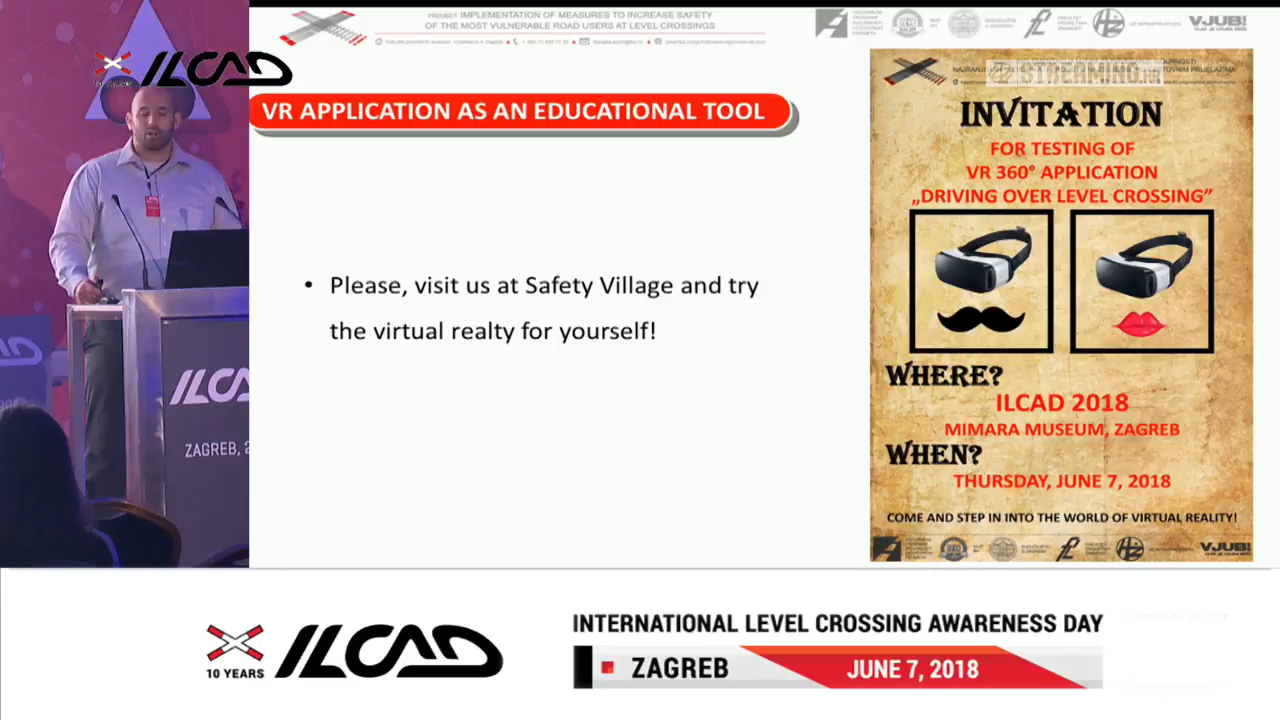 PROJECT: IMPLEMENTATION OF MEASURES TO INCREASE SAFETY
OF THE MOST VULNERABLE ROAD USERS AT LEVEL CROSSINGS
VJUB!
10 YEARS
ILCAD
VR APPLICATION AS AN EDUCATIONAL TOOL
• Please, visit us at Safety Village and try
the virtual realty for yourself!
STREAMING
INVITATION
FOR TESTING OF
VR 360° APPLICATION
„DRIVING OVER LEVEL CROSSING”
WHERE?
ILCAD 2018
MIMARA MUSEUM, ZAGREB
WHEN?
THURSDAY, JUNE 7, 2018
COME AND STEP IN INTO THE WORLD OF VIRTUAL REALITY!
VJUB!
ILCAD
ZAGREB, 2
10 YEARS
ILCAD
INTERNATIONAL LEVEL CROSSING AWARENESS DAY
ZAGREB
JUNE 7, 2018